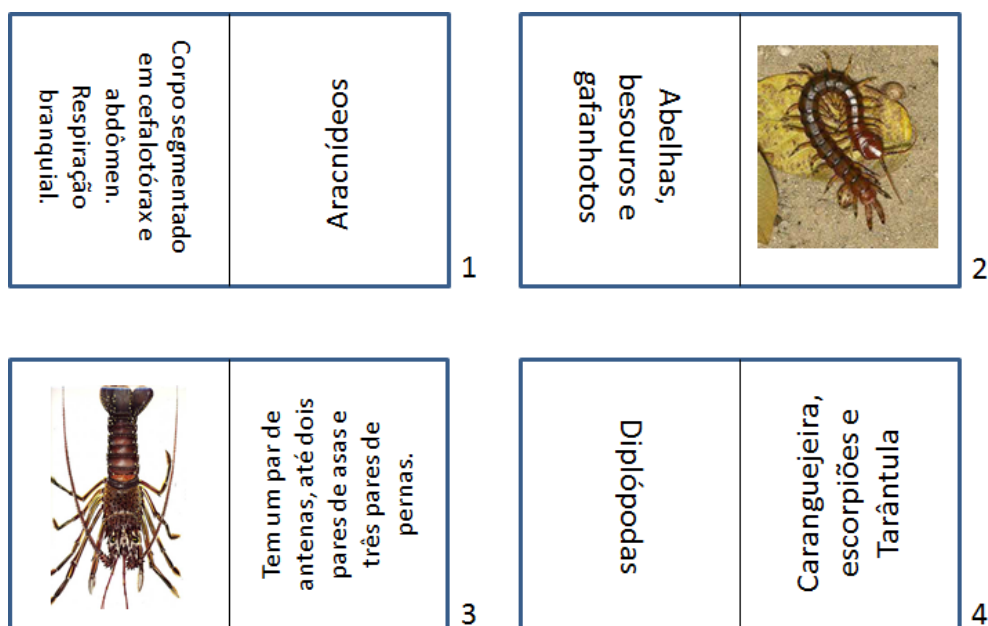 Corpo segmentado
em cefalotórax e
abdômen.
Respiração
branquial.
Aracnídeos
1
Abelhas,
besouros e
gafanhotos
2
Tem um par de
antenas, até dois
pares de asas e
três pares de
pernas.
3
Diplópodas
Caranguejeira,
escorpiões e
Tarântula
4